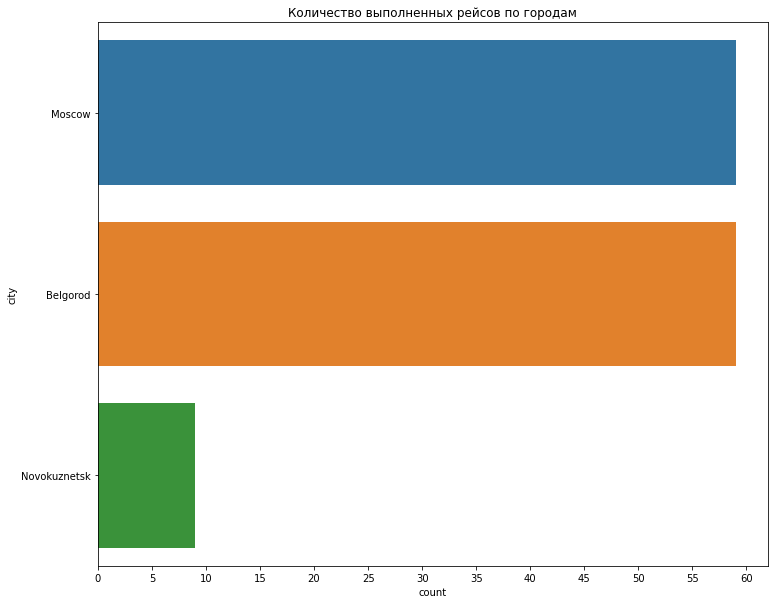 Количество выполненных рейсов по городам
Moscow
Belgorod
Novokuznetsk
city
0 5 10 15 20 25 30 35 40 45 50 55 60
count